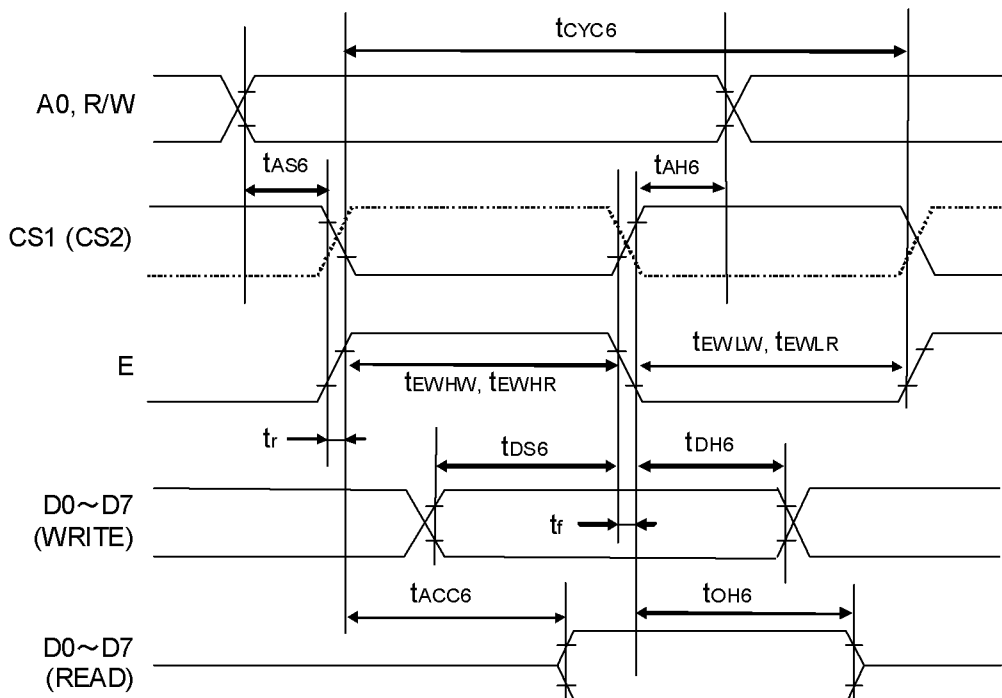 tCYC6
A0, R/W
tAS6
tAH6
CS1 (CS2)
E
tEWLW, tEWLR
tEWHW, tEWHR
tr
tDS6
tDH6
D0～D7
(WRITE)
tf
tACC6
tOH6
D0～D7
(READ)